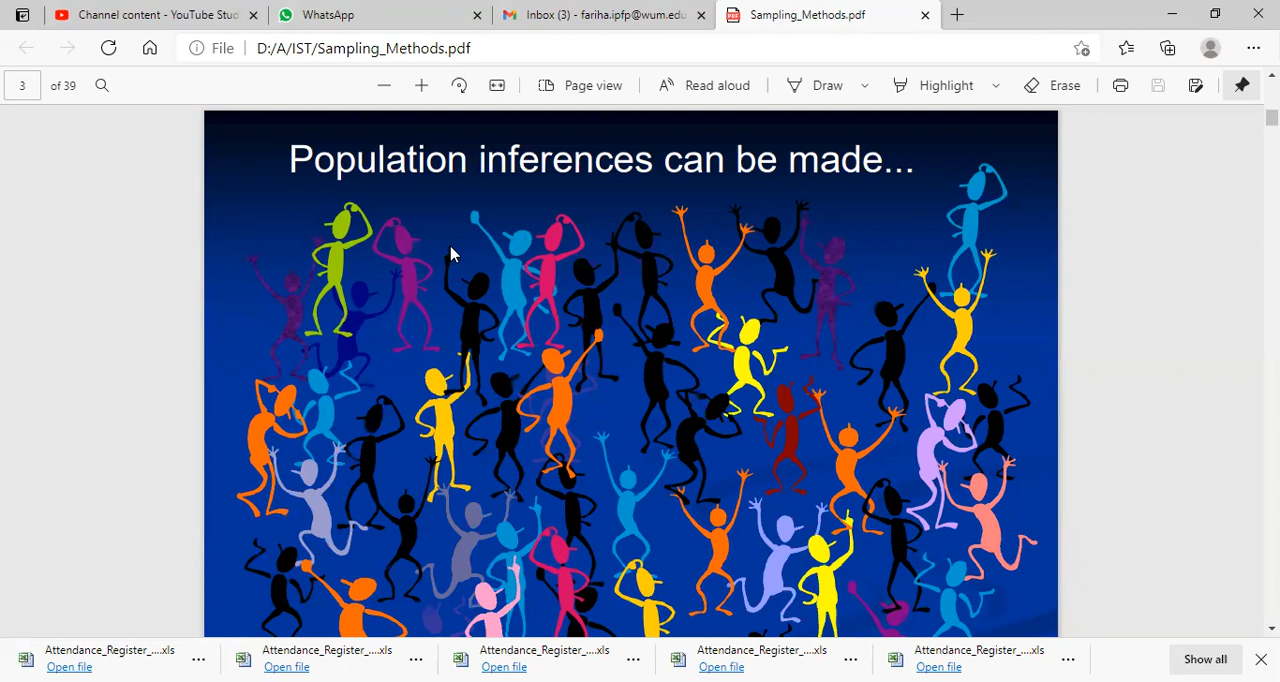 Channel content - YouTube Stud
WhatsApp
Inbox (3) - fariha.ipfp@wum.edu
Sampling_Methods.pdf
File D:/A/IST/Sampling_Methods.pdf
3 of 39
Page view
Read aloud
Draw
Highlight
Erase
Population inferences can be made...
Attendance_Register_....xls
Open file
Attendance_Register_....xls
Open file
Attendance_Register_....xls
Open file
Attendance_Register_....xls
Open file
Attendance_Register_....xls
Open file
Show all